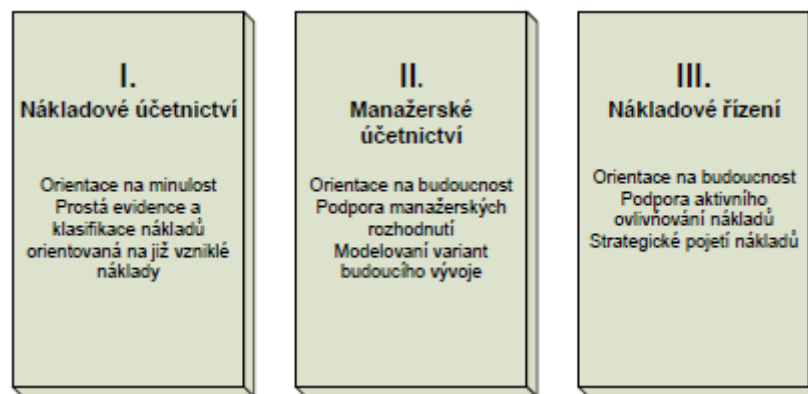 I.
Nákladové účetnictví
Orientace na minulost
Prostá evidence a
klasifikace nákladů
orientovaná na již vzniklé
náklady
II.
Manažerské
účetnictví
Orientace na budoucnost
Podpora manažerských
rozhodnutí
Modelovaní variant
budoucího vývoje
III.
Nákladové řízení
Orientace na budoucnost
Podpora aktivního
ovlivňování nákladů
Strategické pojetí nákladů